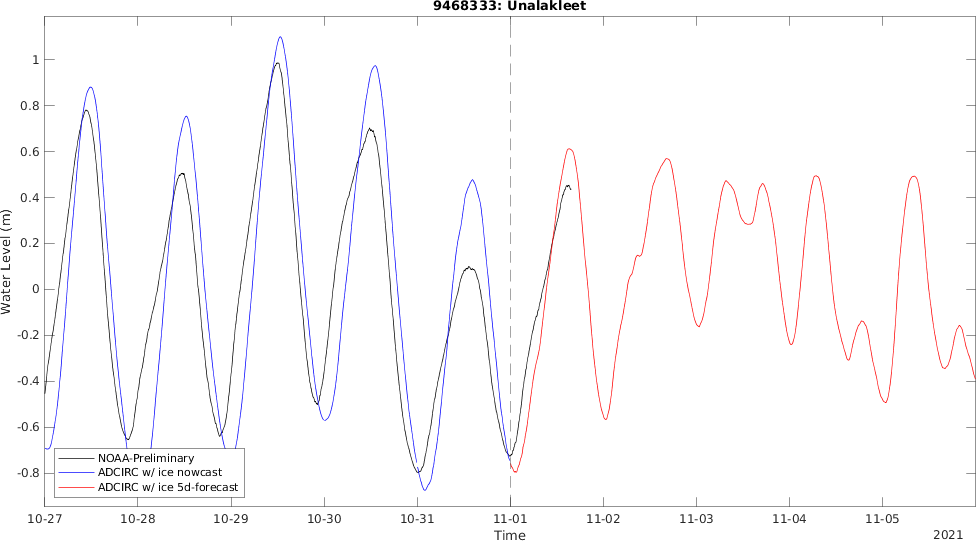 9468333: Unalakleet
Water Level (m)
1
0.8
0.6
0.4
0.2
0
-0.2
-0.4
-0.6
-0.8
NOAA-Preliminary
ADCIRC w/ ice nowcast
ADCIRC w/ ice 5d-forecast
10-27 10-28 10-29 10-30 10-31 11-01 11-02 11-03 11-04 11-05
Time
2021